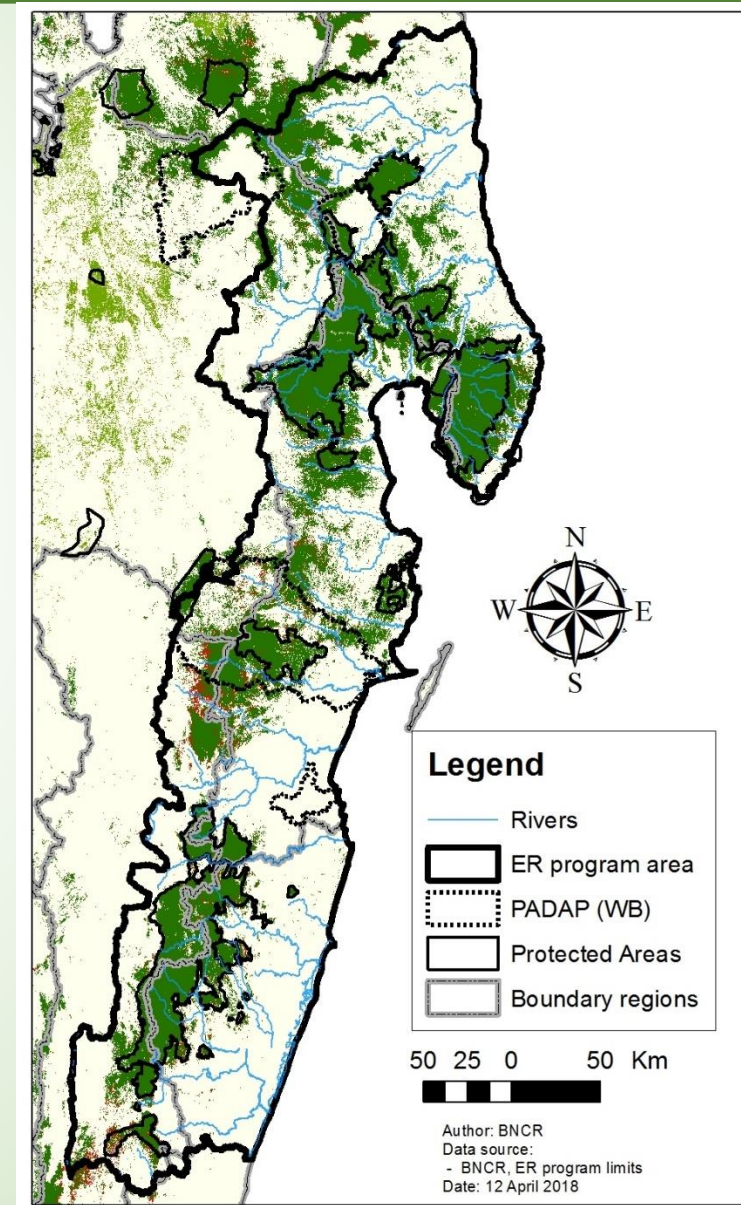 N
W E
S
Legend
Rivers
ER program area
PADAP (WB)
Protected Areas
Boundary regions
50 25 0 50 Km
Author: BNCR
Data source:
- BNCR, ER program limits
Date: 12 April 2018